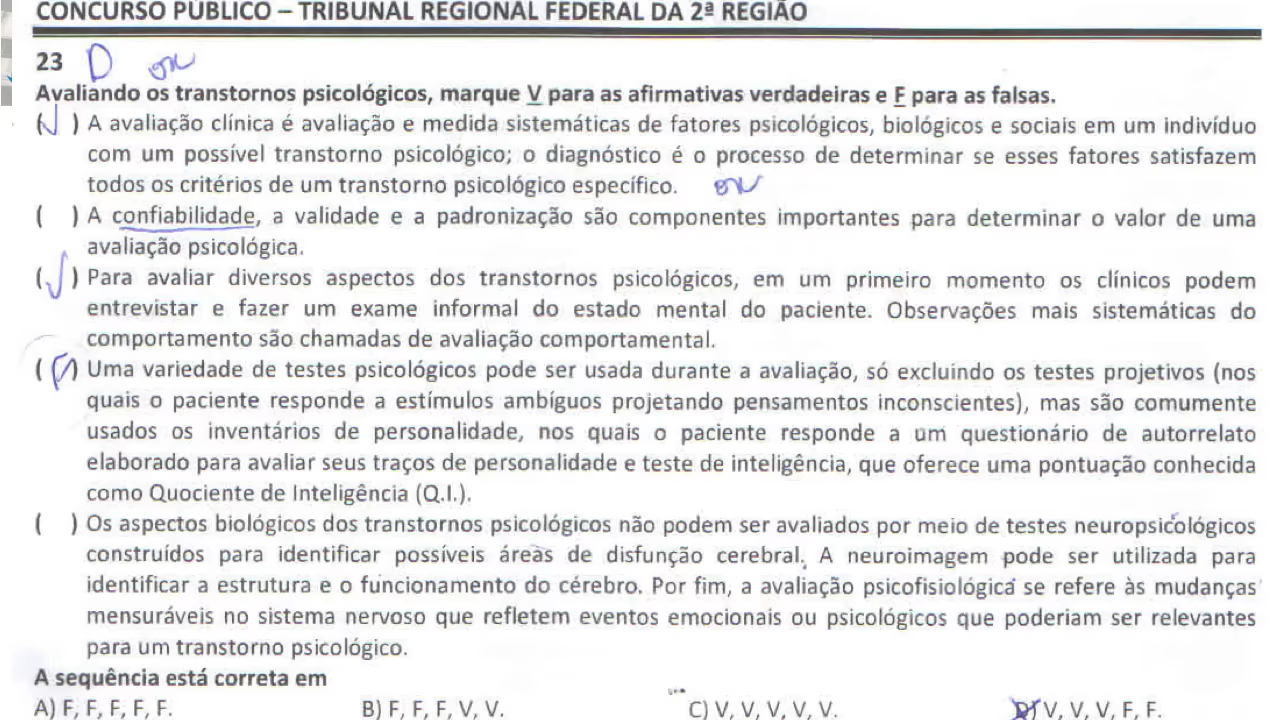 CONCURSO PÚBLICO – TRIBUNAL REGIONAL FEDERAL DA 2ª REGIÃO
23 D
Avaliando os transtornos psicológicos, marque V para as afirmativas verdadeiras e F para as falsas.
( ) A avaliação clínica é avaliação e medida sistemáticas de fatores psicológicos, biológicos e sociais em um indivíduo
com um possível transtorno psicológico; o diagnóstico é o processo de determinar se esses fatores satisfazem
todos os critérios de um transtorno psicológico específico.
( ) A confiabilidade, a validade e a padronização são componentes importantes para determinar o valor de uma
avaliação psicológica.
( ) Para avaliar diversos aspectos dos transtornos psicológicos, em um primeiro momento os clínicos podem
entrevistar e fazer um exame informal do estado mental do paciente. Observações mais sistemáticas do
comportamento são chamadas de avaliação comportamental.
( ) Uma variedade de testes psicológicos pode ser usada durante a avaliação, só excluindo os testes projetivos (nos
quais o paciente responde a estímulos ambíguos projetando pensamentos inconscientes), mas são comumente
usados os inventários de personalidade, nos quais o paciente responde a um questionário de autorrelato
elaborado para avaliar seus traços de personalidade e teste de inteligência, que oferece uma pontuação conhecida
como Quociente de Inteligência (Q.I.).
( ) Os aspectos biológicos dos transtornos psicológicos não podem ser avaliados por meio de testes neuropsicológicos
construídos para identificar possíveis áreas de disfunção cerebral. A neuroimagem pode ser utilizada para
identificar a estrutura e o funcionamento do cérebro. Por fim, a avaliação psicofisiológica se refere às mudanças
mensuráveis no sistema nervoso que refletem eventos emocionais ou psicológicos que poderiam ser relevantes
para um transtorno psicológico.
A sequência está correta em
A) F, F, F, F, F. B) F, F, F, V, V. C) V, V, V, V, V. D) V, V, V, F, F.